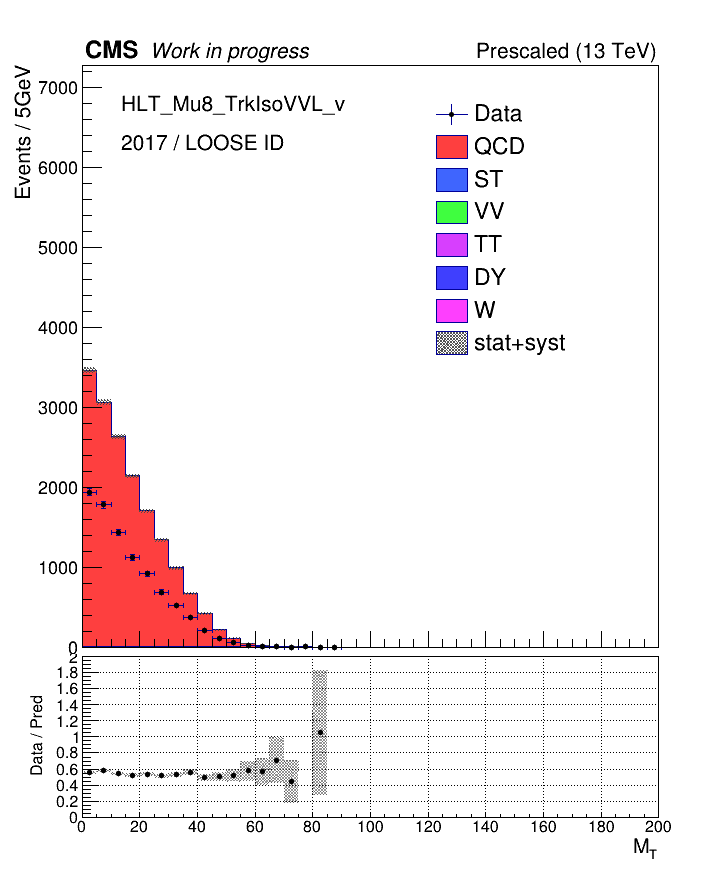 CMS Work in progress Prescaled (13 TeV)
Events / 5GeV
7000
6000
5000
4000
3000
2000
1000
0
HLT_Mu8_TrkIsoVVL_v
2017 / LOOSE ID
Data
QCD
ST
VV
TT
DY
W
stat+syst
Data / Pred
2
1.8
1.6
1.4
1.2
1
0.8
0.6
0.4
0.2
0
0 20 40 60 80 100 120 140 160 180 200
M_T